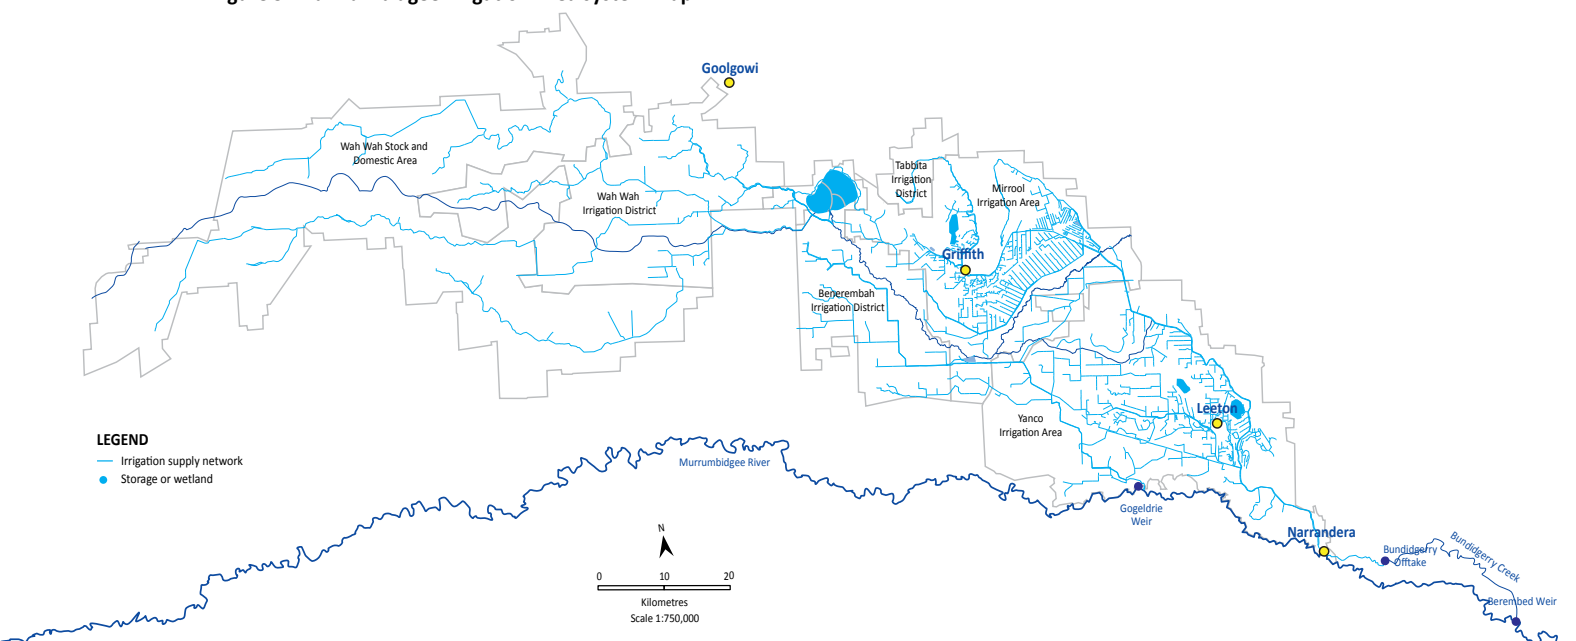 Goolgowi
Wah Wah Stock and
Domestic Area
Tabbita
Irrigation
District
Mirrool
Irrigation Area
Wah Wah
Irrigation District
Griffith
Benerembah
Irrigation District
Leeton
Yanco
Irrigation Area
LEGEND
Irrigation supply network
Storage or wetland
Murrumbidgee River
Gogeldrie
Weir
N
Narrandera
Bundidgerry
Offtake
Bundidgerry Creek
Berembed Weir
0 10 20
Kilometres
Scale 1:750,000